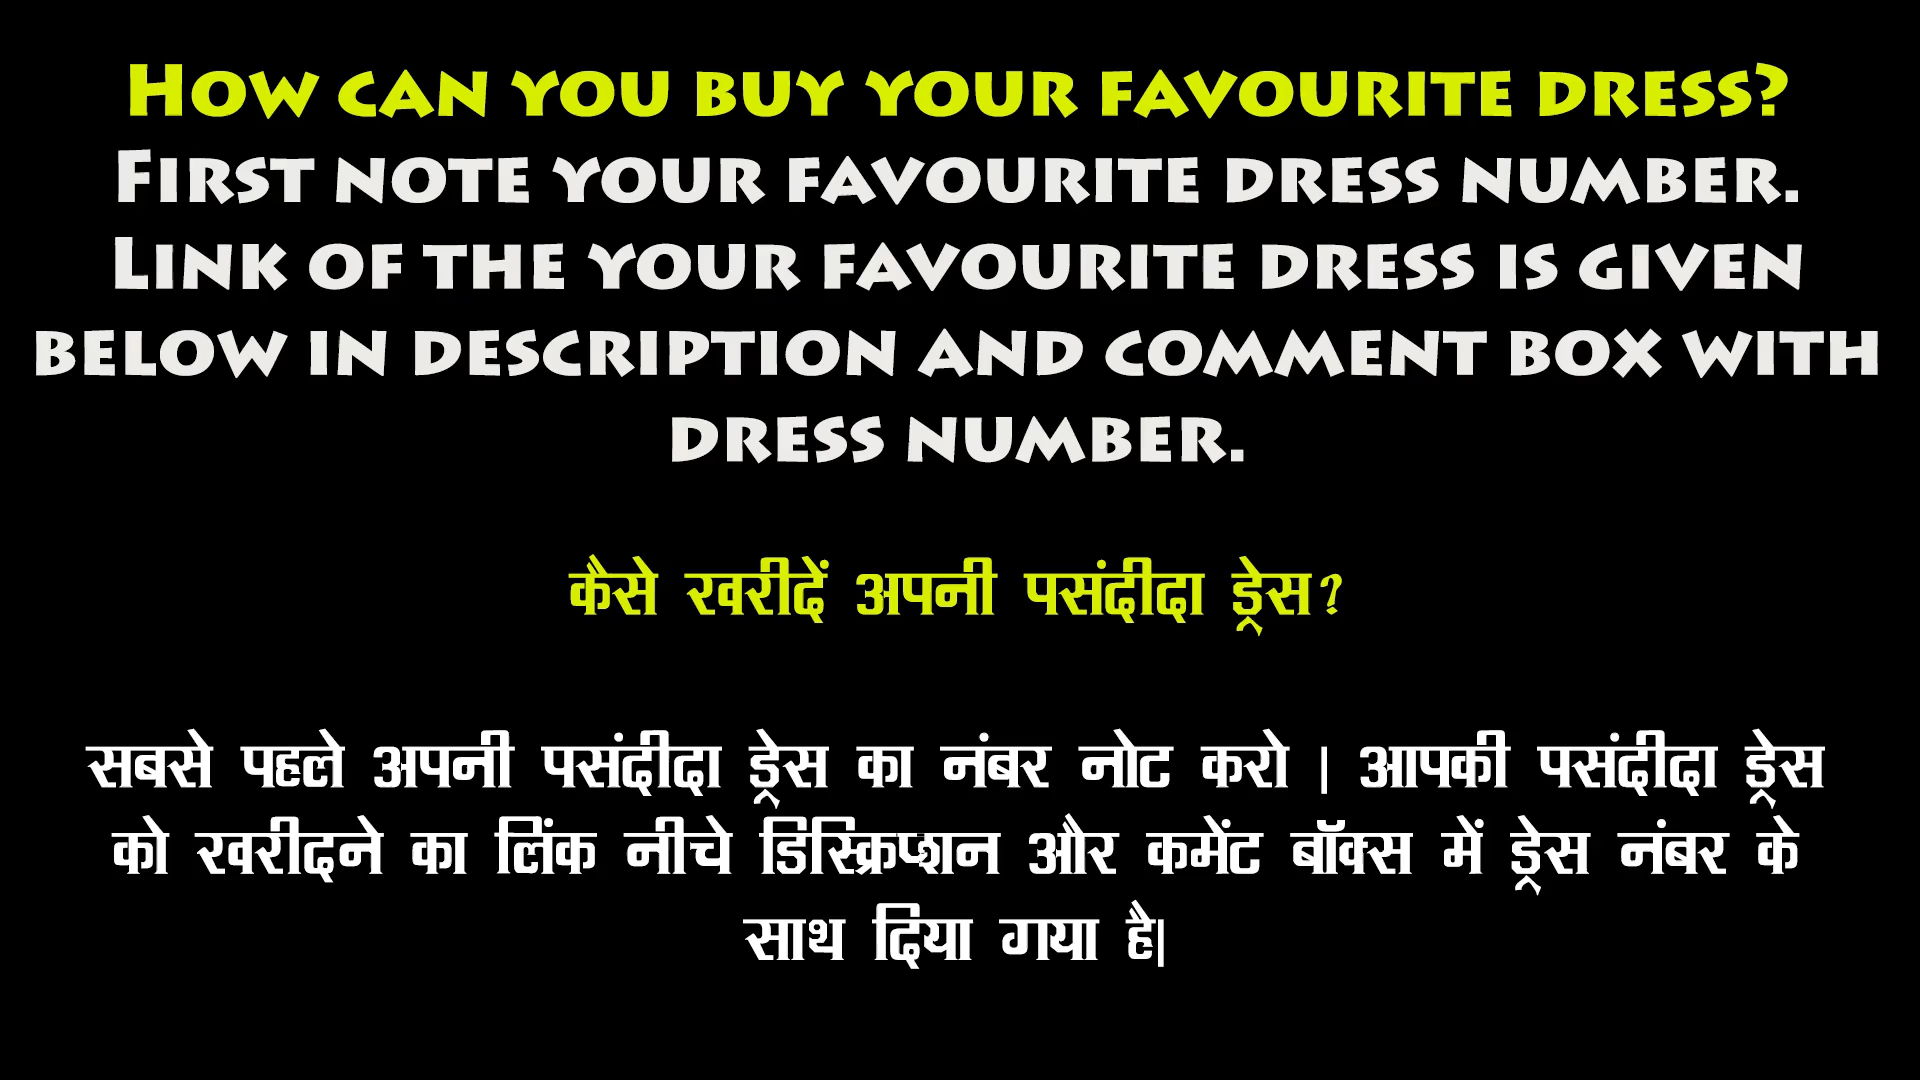 How can you buy your favourite dress?
First note your favourite dress number.
Link of the your favourite dress is given
below in description and comment box with
dress number.
कैसे खरीदें अपनी पसंदीदा ड्रेस?
सबसे पहले अपनी पसंदीदा ड्रेस का नंबर नोट करो । आपकी पसंदीदा ड्रेस
को खरीदने का लिंक नीचे डिस्क्रिप्शन और कमेंट बॉक्स में ड्रेस नंबर के
साथ दिया गया है।